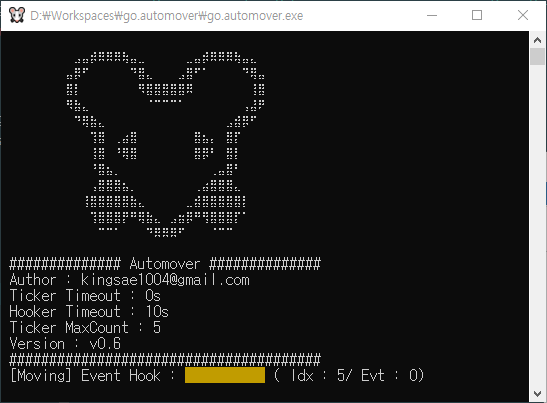 D:₩Workspaces₩go.automover₩go.automover.exe
############## Automover ##############
Author : kingsae1004@gmail.com
Ticker Timeout : 0s
Hooker Timeout : 10s
Ticker MaxCount : 5
Version : v0.6
#######################################
[Moving] Event Hook : ( Idx : 5/ Evt : 0)